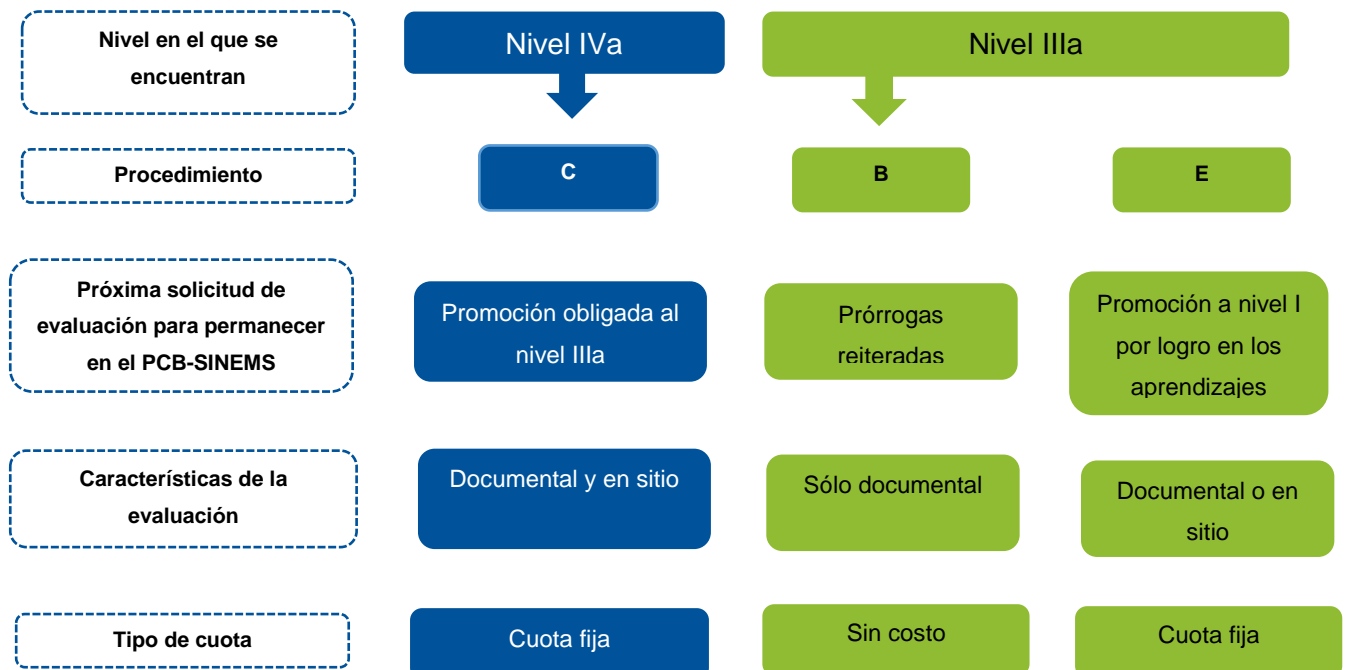 Nivel en el que se
encuentran
Nivel IVa
Nivel IIIa
Procedimiento
C
B
E
Próxima solicitud de
evaluación para permanecer
en el PCB-SINEMS
Promoción obligada al
nivel IIIa
Prórrogas
reiteradas
Promoción a nivel I
por logro en los
aprendizajes
Características de la
evaluación
Documental y en sitio
Sólo documental
Documental o en
sitio
Tipo de cuota
Cuota fija
Sin costo
Cuota fija